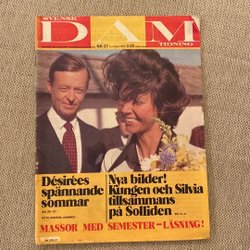 SVENSK
DAM
TIDNING
Désirées
spännande
sommar
Nya bilder!
Kungen och Silvia
tillsammans
på Solliden
MASSOR MED SEMESTER-LÄSNING!